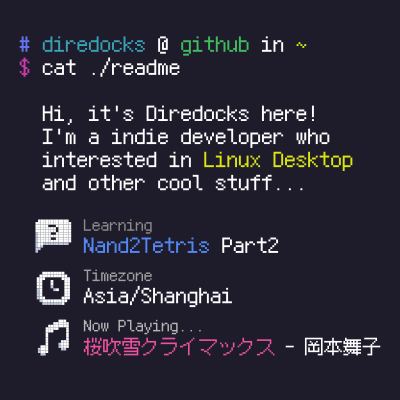 # diredocks @ github in ~
$ cat ./readme
Hi, it's Diredocks here!
I'm a indie developer who
interested in Linux Desktop
and other cool stuff...
Learning
Nand2Tetris Part2
Timezone
Asia/Shanghai
Now Playing...
桜吹雪クライマックス - 岡本舞子